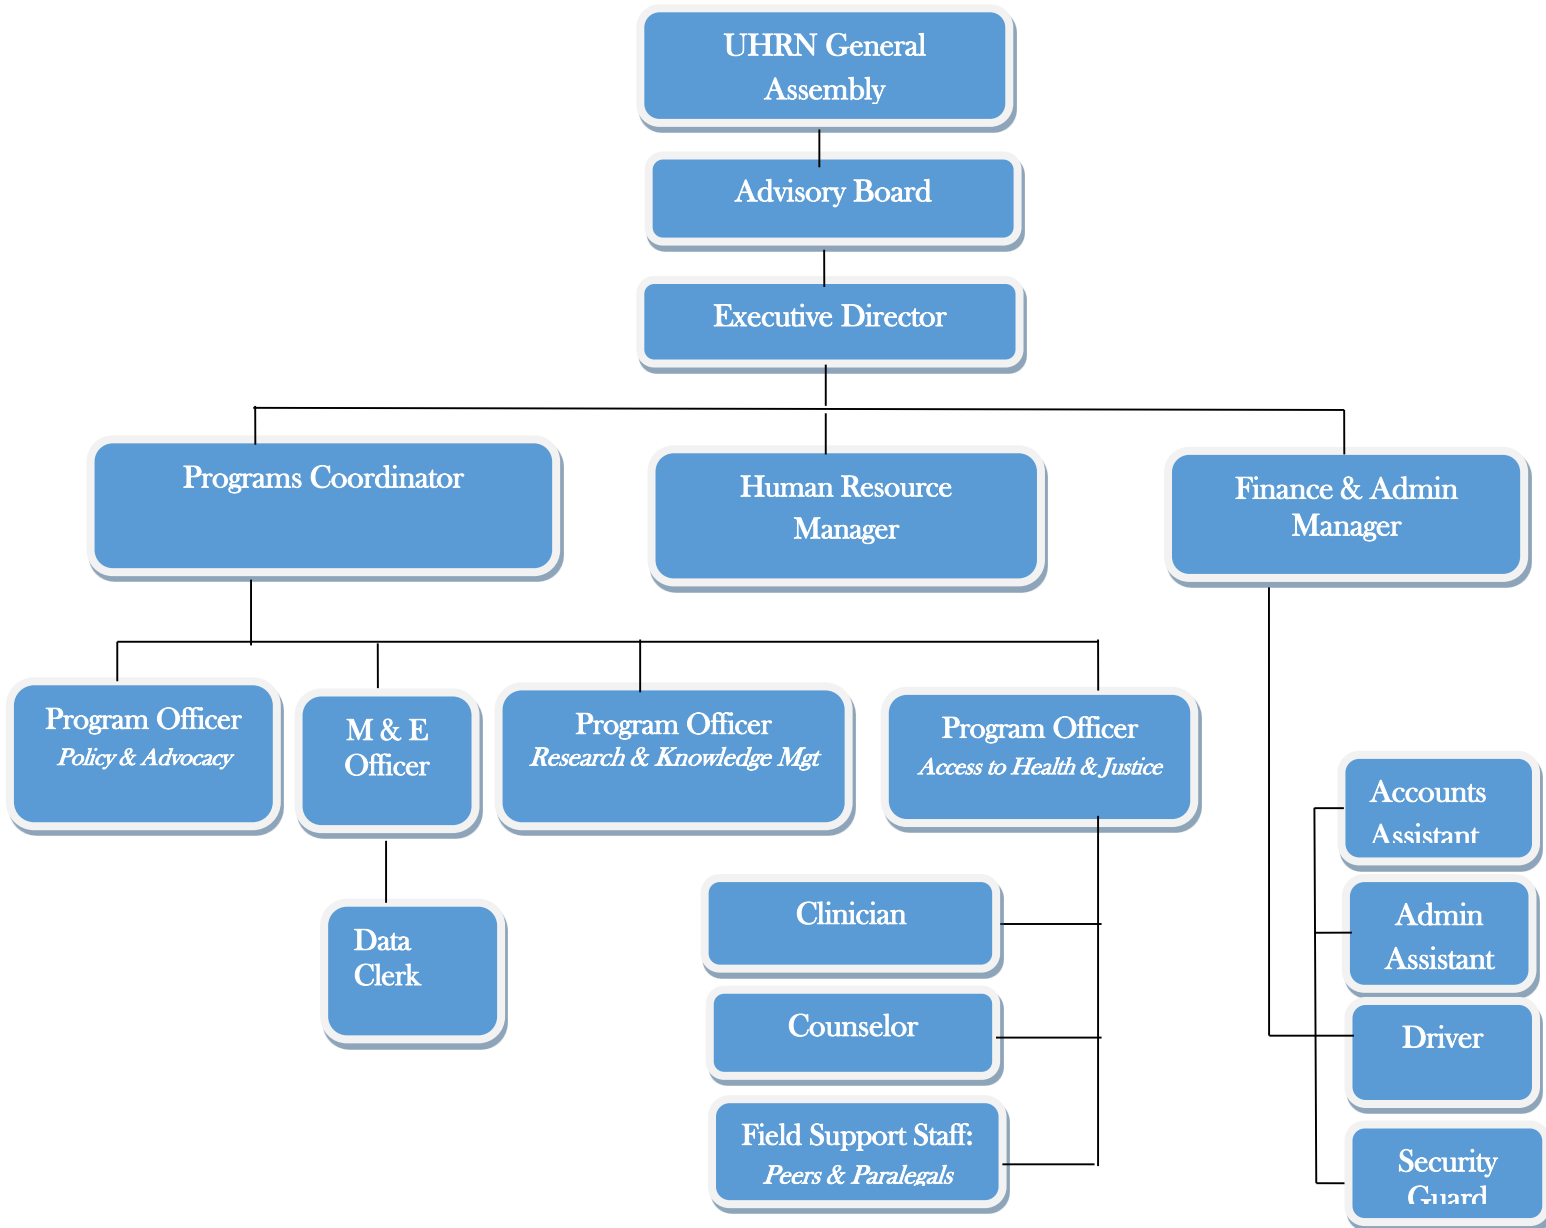 UHRN General
Assembly
Advisory Board
Executive Director
Programs Coordinator
Human Resource
Manager
Finance & Admin
Manager
Program Officer
Policy & Advocacy
M & E
Officer
Program Officer
Research & Knowledge Mgt
Program Officer
Access to Health & Justice
Data
Clerk
Clinician
Counselor
Field Support Staff:
Peers & Paralegals
Accounts
Assistant
Admin
Assistant
Driver
Security
Guard